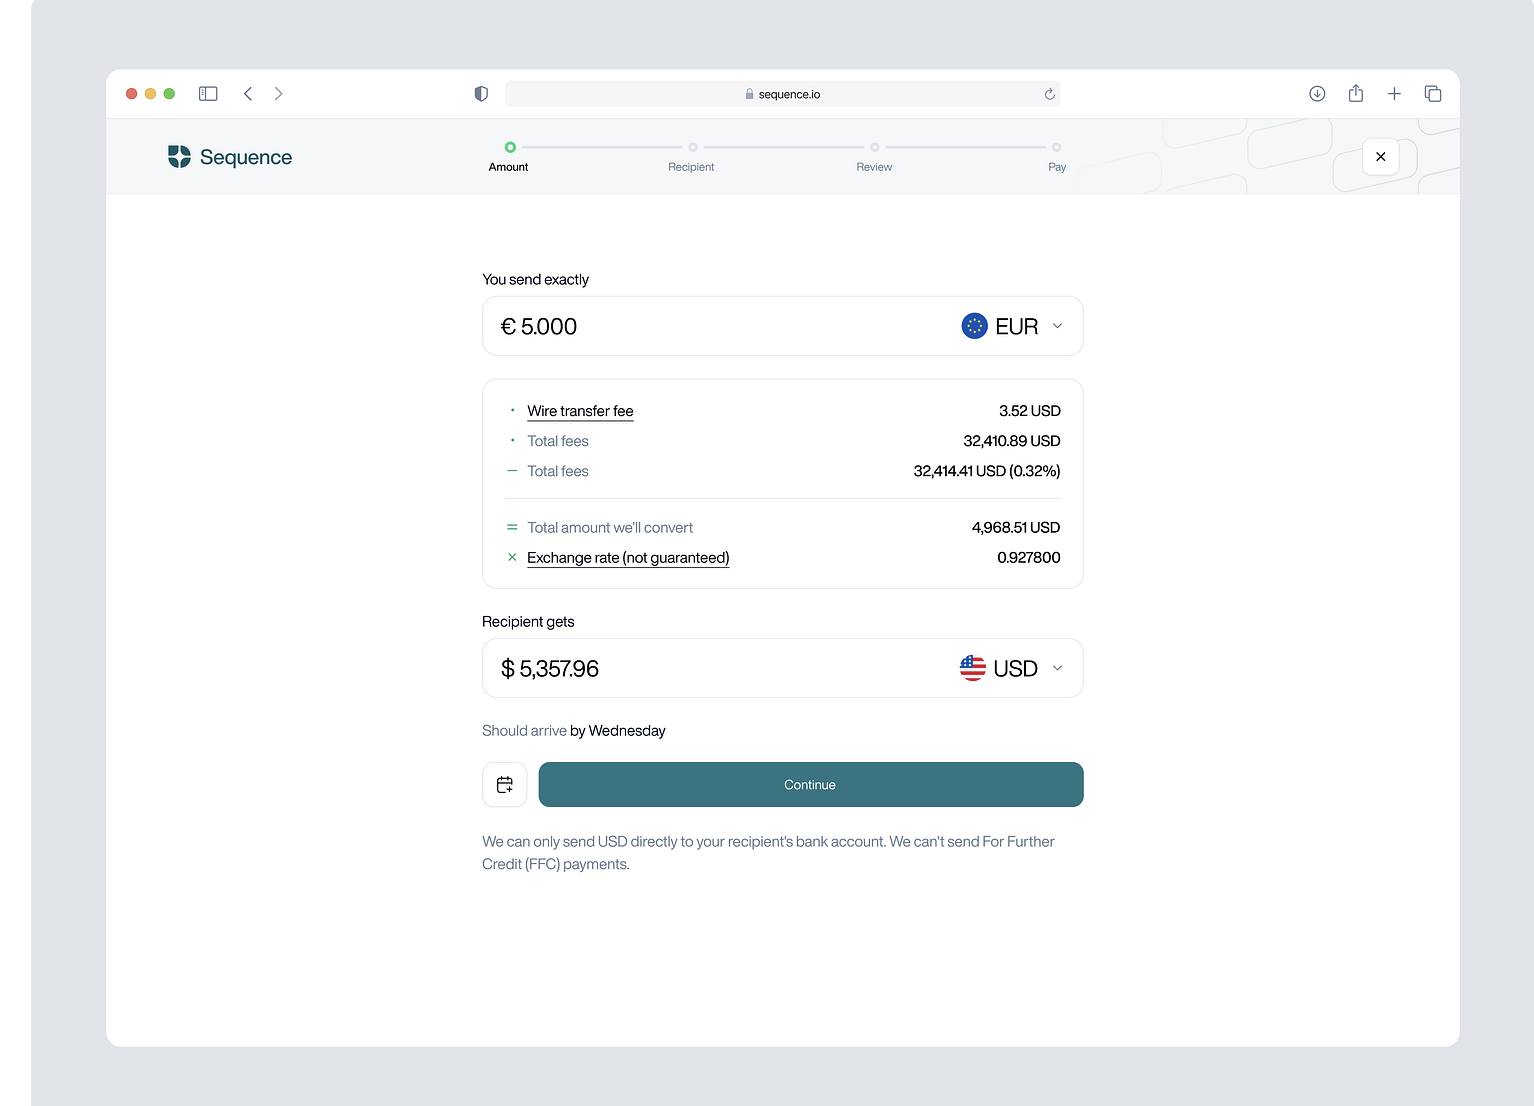 sequence.io
Sequence
Amount
Recipient
Review
Pay
You send exactly
€ 5.000
EUR
Wire transfer fee
3.52 USD
Total fees
32,410.89 USD
Total fees
32,414.41 USD (0.32%)
Total amount we'll convert
4,968.51 USD
Exchange rate (not guaranteed)
0.927800
Recipient gets
$ 5,357.96
USD
Should arrive by Wednesday
Continue
We can only send USD directly to your recipient's bank account. We can't send For Further
Credit (FFC) payments.